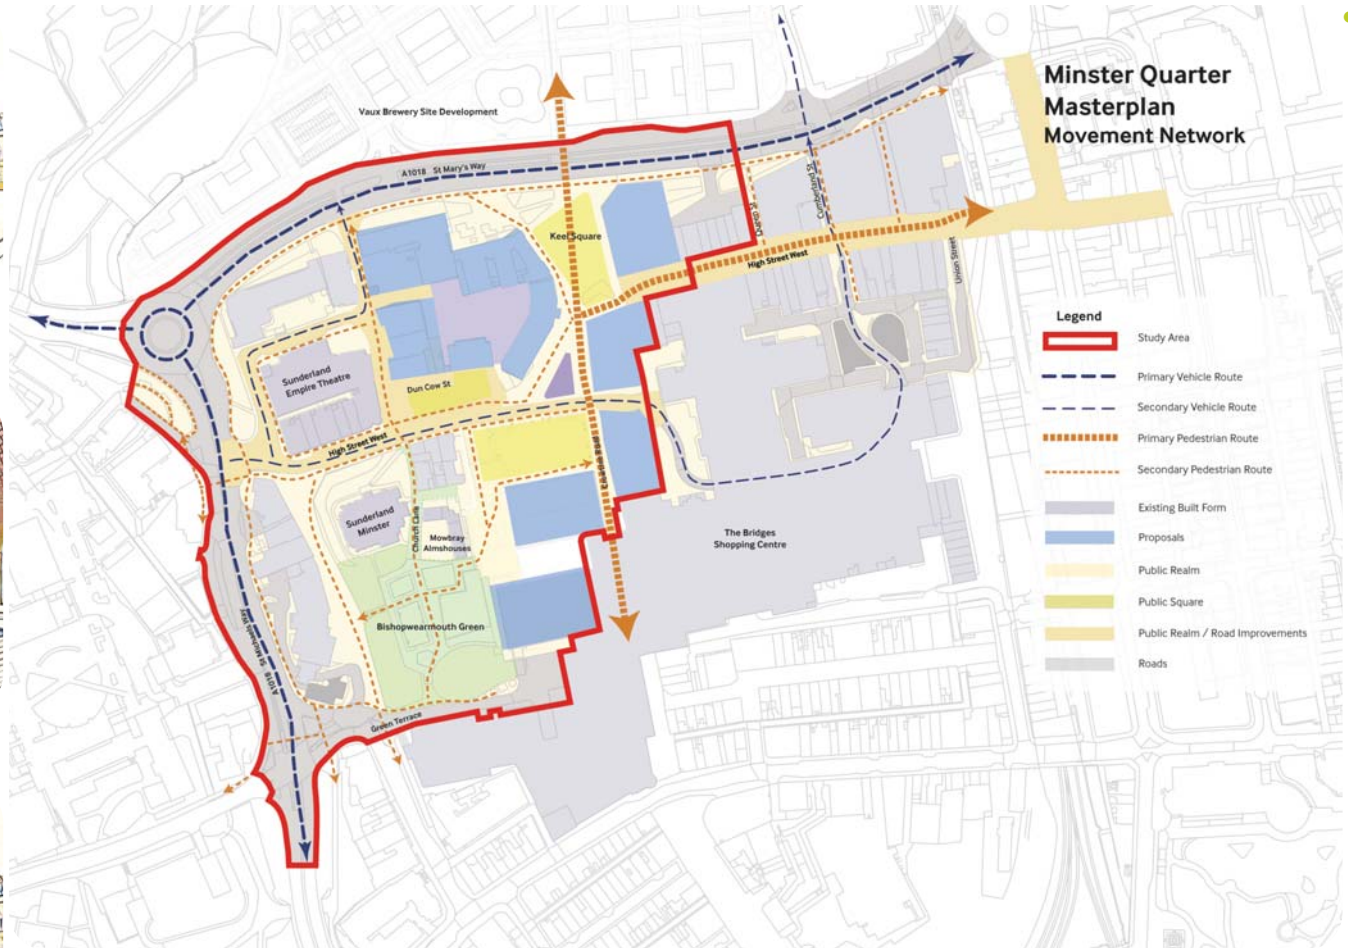 Minster Quarter
Masterplan
Movement Network
Vaux Brewery Site Development
A1018 St Mary's Way
Keel Square
Cumberland St
High Street West
Union Street
Sunderland
Empire Theatre
Dun Cow St
High Street West
Sunderland
Minster
Church Lane
Mowbray
Almshouses
The Bridges
Shopping Centre
Bishopwearmouth Green
A1018 St Michaels Way
Green Terrace
Legend
Study Area
Primary Vehicle Route
Secondary Vehicle Route
Primary Pedestrian Route
Secondary Pedestrian Route
Existing Built Form
Proposals
Public Realm
Public Square
Public Realm / Road Improvements
Roads